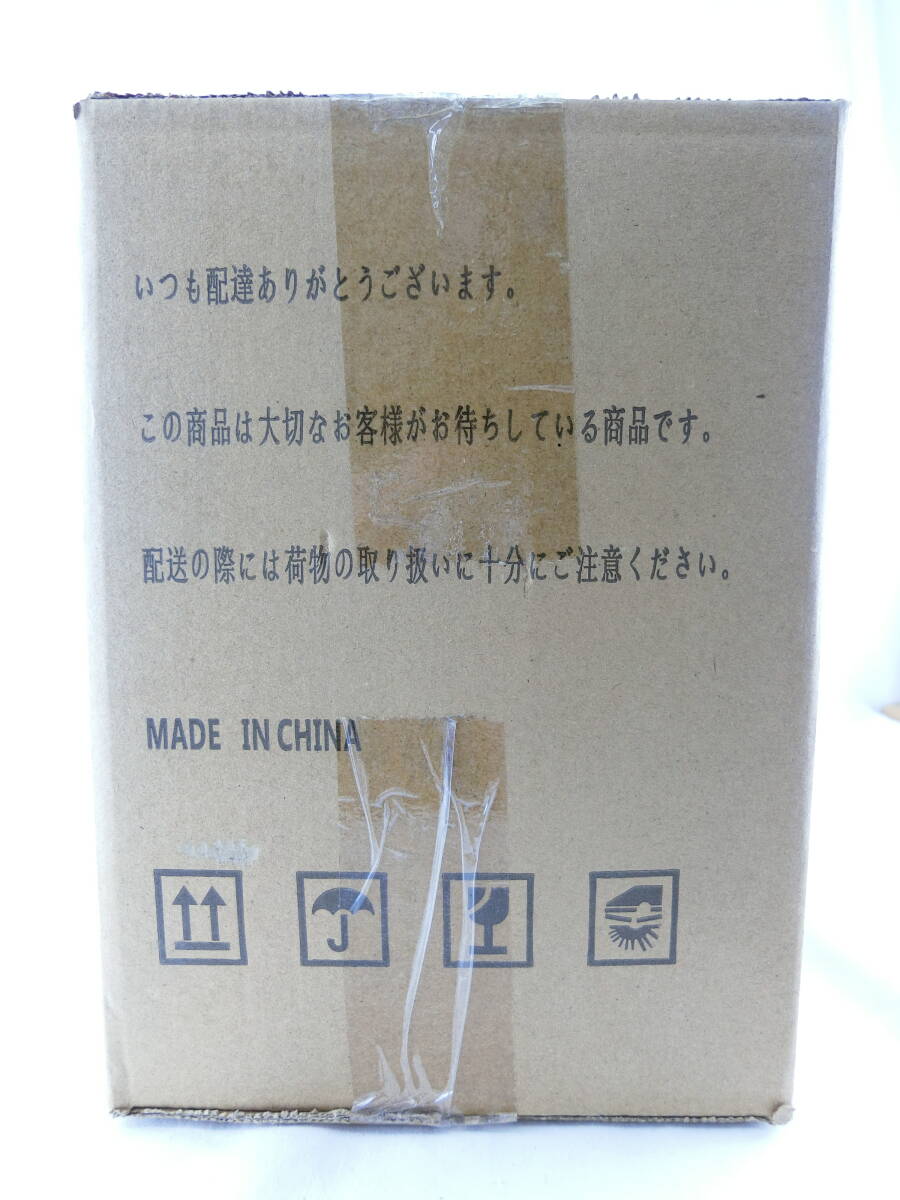 いつも配達ありがとうございます。
この商品は大切なお客様がお待ちしている商品です。
配送の際には荷物の取り扱いに十分にご注意ください。
MADE IN CHINA